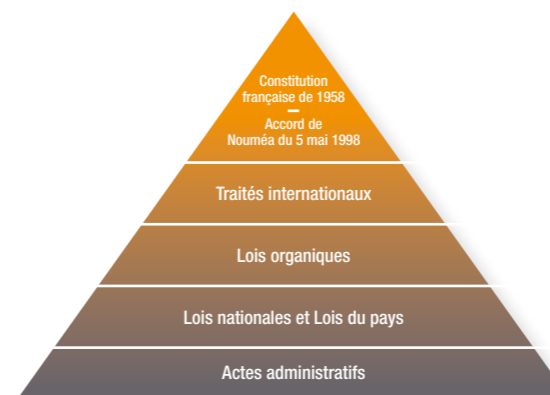 Constitution
française de 1958
Accord de
Nouméa du 5 mai 1998
Traités internationaux
Lois organiques
Lois nationales et Lois du pays
Actes administratifs